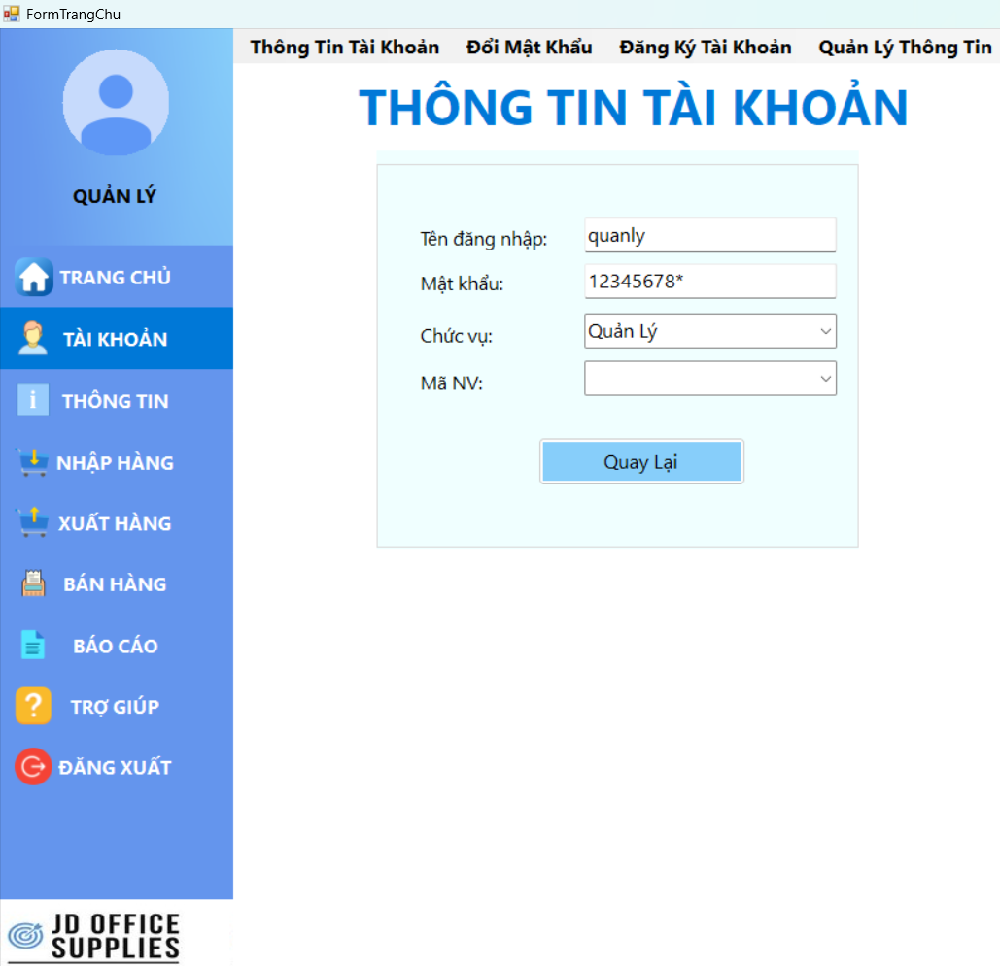 FormTrangChu
Thông Tin Tài Khoản Đổi Mật Khẩu Đăng Ký Tài Khoản Quản Lý Thông Tin
THÔNG TIN TÀI KHOẢN
QUẢN LÝ
TRANG CHỦ
TÀI KHOẢN
i THÔNG TIN
NHẬP HÀNG
XUẤT HÀNG
BÁN HÀNG
BÁO CÁO
? TRỢ GIÚP
ĐĂNG XUẤT
Tên đăng nhập: quanly
Mật khẩu: 12345678*
Chức vụ: Quản Lý
Mã NV:
Quay Lại
JD OFFICE
SUPPLIES